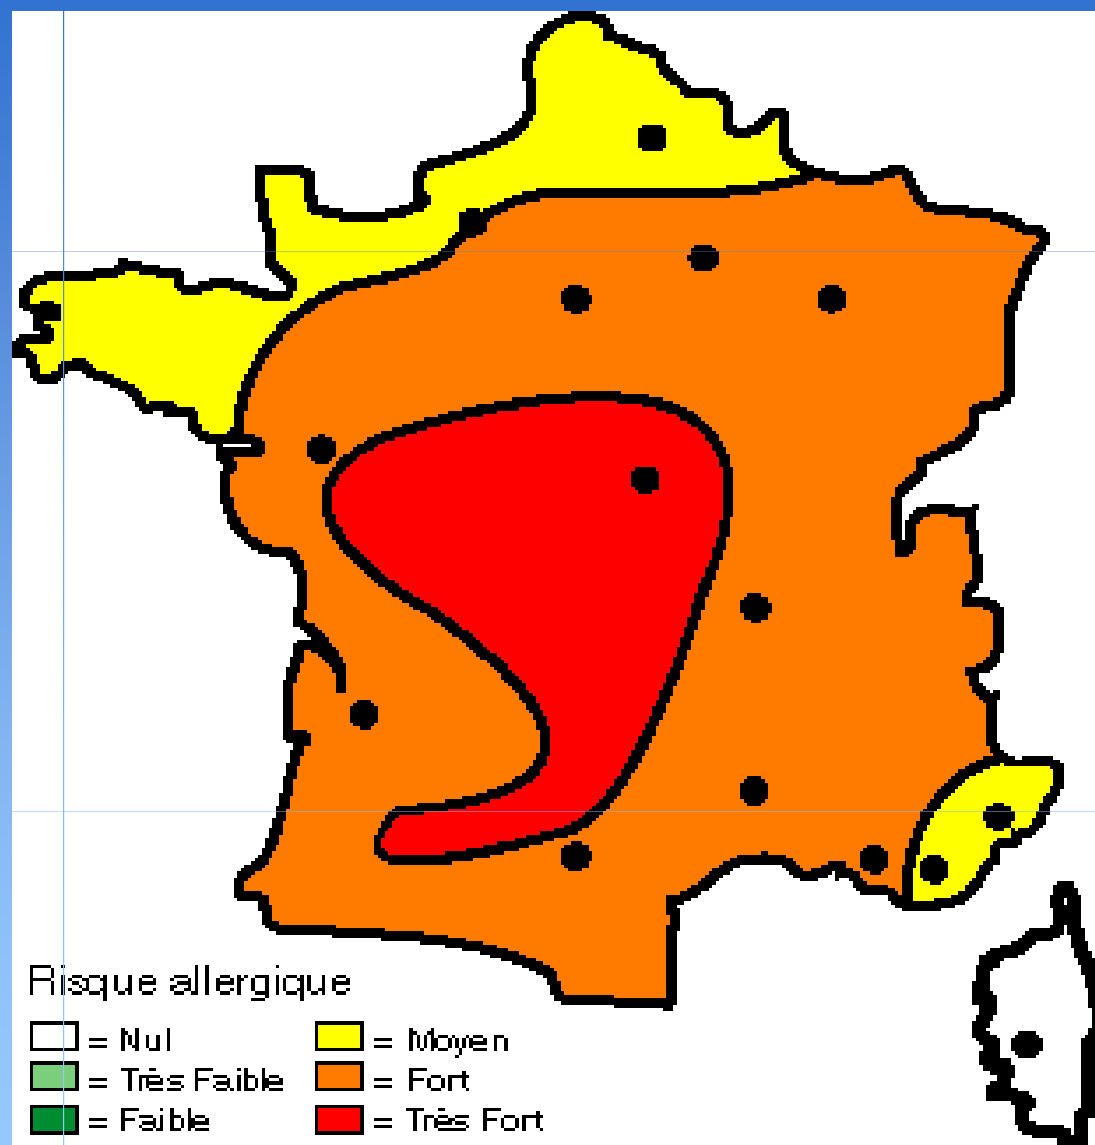 Risque allergique
= Nul
= Très Faible
= Faible
= Moyen
= Fort
= Très Fort